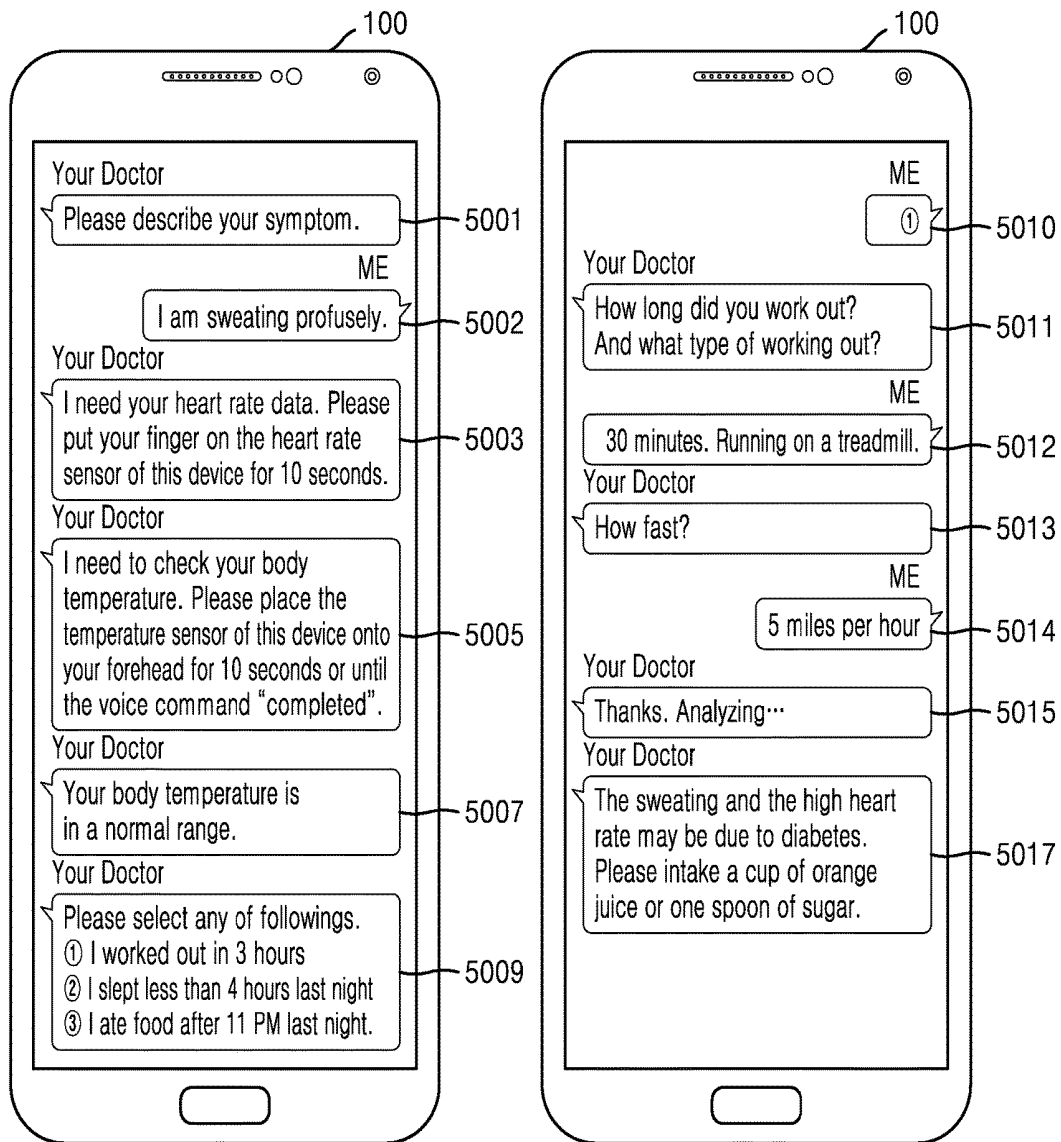 100
Your Doctor
Please describe your symptom.
5001
ME
I am sweating profusely.
5002
Your Doctor
I need your heart rate data. Please
put your finger on the heart rate
sensor of this device for 10 seconds.
5003
Your Doctor
I need to check your body
temperature. Please place the
temperature sensor of this device onto
your forehead for 10 seconds or until
the voice command “completed”.
5005
Your Doctor
Your body temperature is
in a normal range.
5007
Your Doctor
Please select any of followings.
① I worked out in 3 hours
② I slept less than 4 hours last night
③ I ate food after 11 PM last night.
5009
100
ME
①
5010
Your Doctor
How long did you work out?
And what type of working out?
5011
ME
30 minutes. Running on a treadmill.
5012
Your Doctor
How fast?
5013
ME
5 miles per hour
5014
Your Doctor
Thanks. Analyzing⋯
5015
Your Doctor
The sweating and the high heart
rate may be due to diabetes.
Please intake a cup of orange
juice or one spoon of sugar.
5017